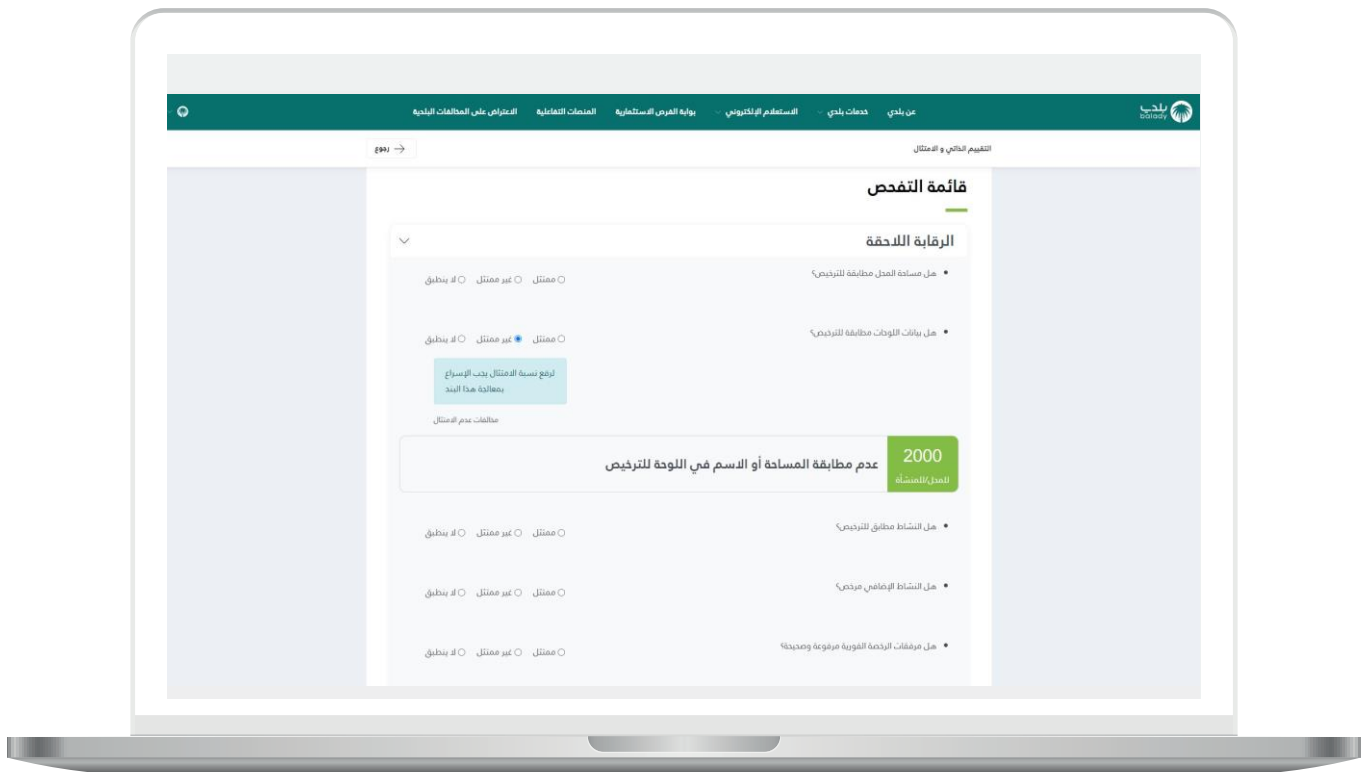 بلدي
balady
عن بلدي
خدمات بلدي
الاستعلام الإلكتروني
بوابة الفرص الاستثمارية
المنصات التفاعلية
الاعتراض على المخالفات البلدية
التقييم الذاتي و الامتثال
رجوع
قائمة التفحص
الرقابة اللاحقة
هل مساحة المحل مطابقة للترخيص؟
ممتثل غير ممتثل لا ينطبق
هل بيانات اللوحات مطابقة للترخيص؟
ممتثل غير ممتثل لا ينطبق
لرفع نسبة الامتثال يجب الإسراع
بمعالجة هذا البند
مخالفات عدم الامتثال
2000
للمحل/للمنشأة
عدم مطابقة المساحة أو الاسم في اللوحة للترخيص
هل النشاط مطابق للترخيص؟
ممتثل غير ممتثل لا ينطبق
هل النشاط الإضافي مرخص؟
ممتثل غير ممتثل لا ينطبق
هل مرفقات الرخصة الفورية مرفوعة وصحيحة؟
ممتثل غير ممتثل لا ينطبق